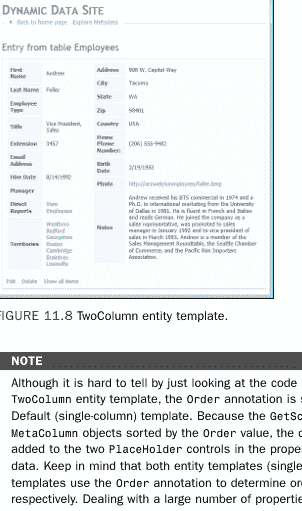 DYNAMIC DATA SITE
Back to home page Explore Metadata
Entry from table Employees
First Name Andrew
Last Name Fuller
Employee Type
Title Vice President, Sales
Extension 3457
Email Address
Hire Date 8/14/1992
Manager
Direct Reports View Employees
Territories Westboro
Bedford
Georgetown
Boston
Cambridge
Braintree
Louisville
Address 908 W. Capital Way
City Tacoma
State WA
Zip 98401
Country USA
Home Phone Number: (206) 555-9482
Birth Date 2/19/1952
Photo
Notes Andrew received his BTS commercial in 1974 and a
Ph.D. in international marketing from the University
of Dallas in 1981. He is fluent in French and Italian
and reads German. He joined the company as a
sales representative, was promoted to sales
manager in January 1992 and to vice president of
sales in March 1993. Andrew is a member of the
Sales Management Roundtable, the Seattle Chamber
of Commerce, and the Pacific Rim Importers
Association.
Edit Delete Show all items
FIGURE 11.8 TwoColumn entity template.
NOTE
Although it is hard to tell by just looking at the code
TwoColumn entity template, the Order annotation is s
Default (single-column) template. Because the GetSc
MetaColumn objects sorted by the Order value, the c
added to the two PlaceHolder controls in the proper
data. Keep in mind that both entity templates (single
templates use the Order annotation to determine or
respectively. Dealing with a large number of propertie